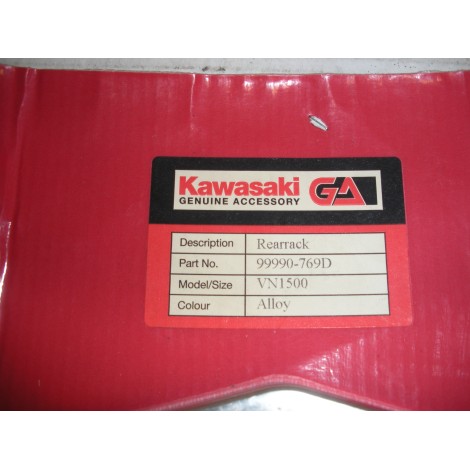 Kawasaki GA
GENUINE ACCESSORY
Description Rearrack
Part No. 99990-769D
Model/Size VN1500
Colour Alloy